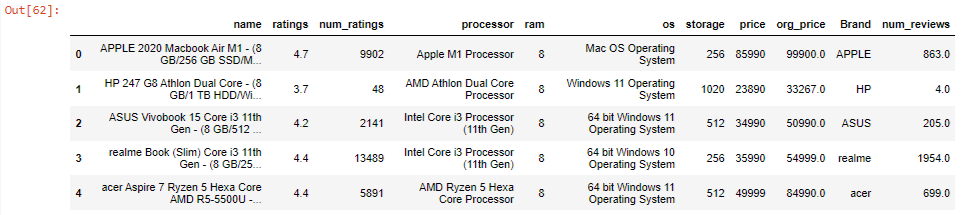 Out[62]:
name ratings num_ratings processor ram os storage price org_price Brand num_reviews
0 APPLE 2020 Macbook Air M1 - (8 GB/256 GB SSD/M... 4.7 9902 Apple M1 Processor 8 Mac OS Operating System 256 85990 99900.0 APPLE 863.0
1 HP 247 G8 Athlon Dual Core - (8 GB/1 TB HDD/Wi... 3.7 48 AMD Athlon Dual Core Processor 8 Windows 11 Operating System 1020 23890 33267.0 HP 4.0
2 ASUS Vivobook 15 Core i3 11th Gen - (8 GB/512 ... 4.2 2141 Intel Core i3 Processor (11th Gen) 8 64 bit Windows 11 Operating System 512 34990 50990.0 ASUS 205.0
3 realme Book (Slim) Core i3 11th Gen - (8 GB/25... 4.4 13489 Intel Core i3 Processor (11th Gen) 8 64 bit Windows 10 Operating System 256 35990 54999.0 realme 1954.0
4 acer Aspire 7 Ryzen 5 Hexa Core AMD R5-5500U -... 4.4 5891 AMD Ryzen 5 Hexa Core Processor 8 64 bit Windows 11 Operating System 512 49999 84990.0 acer 699.0